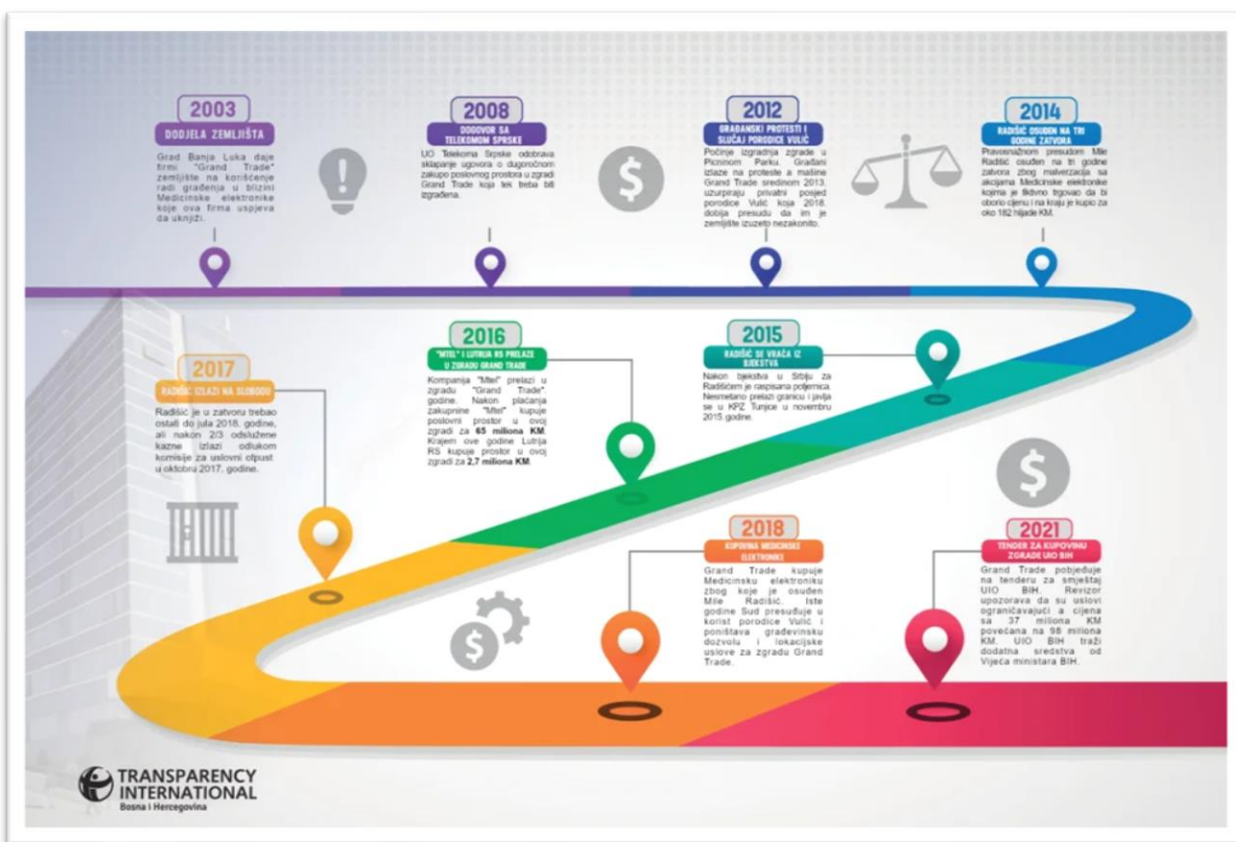 2003
DODJELA ZEMLJIŠTA
Grad Banja Luka daje
firmi "Grand Trade"
zemljište na korišćenje
radi građenja u blizini
Medicinske elektronike
koje ova firma uspjeva
da uknjiži.
2008
DOGOVOR SA
TELEKOMOM SPRSKE
UO Telekoma Srpske odobrava
sklapanje ugovora o dugoročnom
zakupo poslovnog prostora u zgradi
Grand Trade koja tek treba biti
izgrađena.
2012
GRAĐANSKI PROTESTI I
SLUČAJ PORODICE VULIĆ
Počinje izgradnja zgrade u
Picninom Parku. Građani
izlaze na proteste a mašine
Grand Trade sredinom 2013.
uzurpiraju privatni posjed
porodice Vulić koja 2018.
dobija presudu da im je
zemljište izuzeto nezakonito.
2014
RADIŠIĆ OSUĐEN NA TRI
GODINE ZATVORA
Pravosnažnom presudom Mile
Radišić osuđen na tri godine
zatvora zbog malverzacija sa
akcijama Medicinske elektronike
kojima je fiktivno trgovao da bi
oborio cijenu i na kraju je kupio za
oko 182 hiljade KM.
2015
RADIŠIĆ SE VRAĆA IZ
BJEKSTVA
Nakon bjekstva u Srbiju za
Radišićem je raspisana potjernica.
Nesmetano prelazi granicu i javlja
se u KPZ Tunjice u novembru
2015. godine.
2016
"MTEL" I LUTRIJA RS PRELAZE
U ZGRADU GRAND TRADE
Kompanija "Mtel" prelazi u
zgradu "Grand Trade".
godine. Nakon plaćanja
zakupnine "Mtel" kupuje
poslovni prostor u ovoj
zgradi za 65 miliona KM.
Krajem ove godine Lutrija
RS kupuje prostor u ovoj
zgradi za 2,7 miliona KM.
2017
RADIŠIĆ IZLAZI NA SLOBODU
Radišić je u zatvoru trebao
ostati do jula 2018. godine,
ali nakon 2/3 odslužene
kazne izlazi odlukom
komisije za uslovni otpust
u oktobru 2017. godine.
2018
KUPOVINA MEDICINSKE
ELEKTRONIKE
Grand Trade kupuje
Medicinsku elektroniku
zbog koje je osuđen
Mile Radišić. Iste
godine Sud presuđuje u
korist porodice Vulić i
poništava građevinsku
dozvolu i lokacijske
uslove za zgradu Grand
Trade.
2021
TENDER ZA KUPOVINU
ZGRADE UIO BIH
Grand Trade pobjeđuje
na tenderu za smještaj
UIO BIH. Revizor
upozorava da su uslovi
ograničavajući a cijena
sa 37 miliona KM
povećana na 98 miliona
KM. UIO BIH traži
dodatna sredstva od
Vijeća ministara BIH.
TRANSPARENCY
INTERNATIONAL
Bosna i Hercegovina